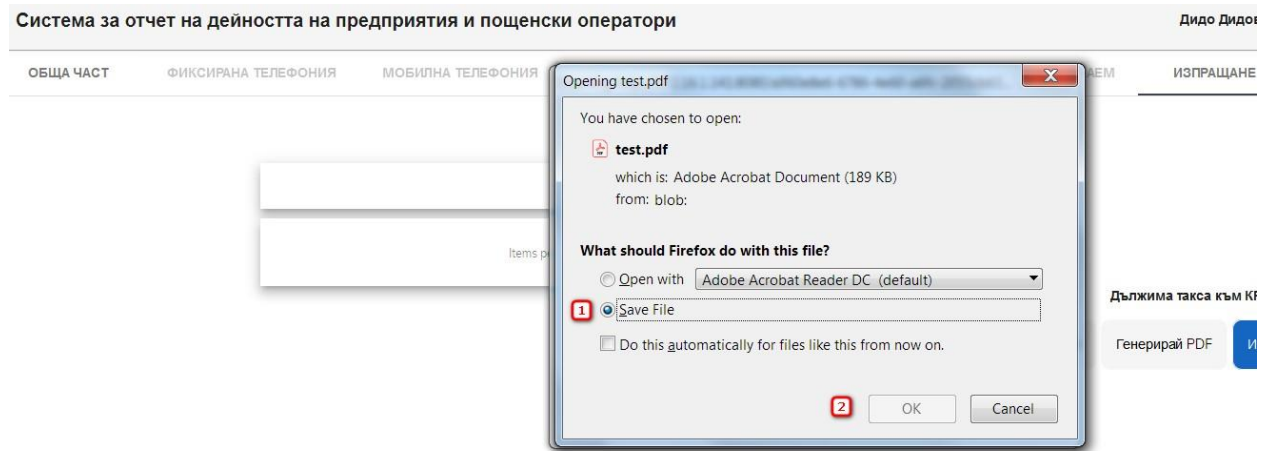 Система за отчет на дейността на предприятия и пощенски оператори
Дидо Дидов
ОБЩА ЧАСТ
ФИКСИРАНА ТЕЛЕФОНИЯ
МОБИЛНА ТЕЛЕФОНИЯ
ИЗПРАЩАНЕ
Opening test.pdf
You have chosen to open:
test.pdf
which is: Adobe Acrobat Document (189 KB)
from: blob:
What should Firefox do with this file?
Open with Adobe Acrobat Reader DC (default)
1 Save File
Do this automatically for files like this from now on.
2 OK Cancel
Items
Дължима такса към
Генерирай PDF